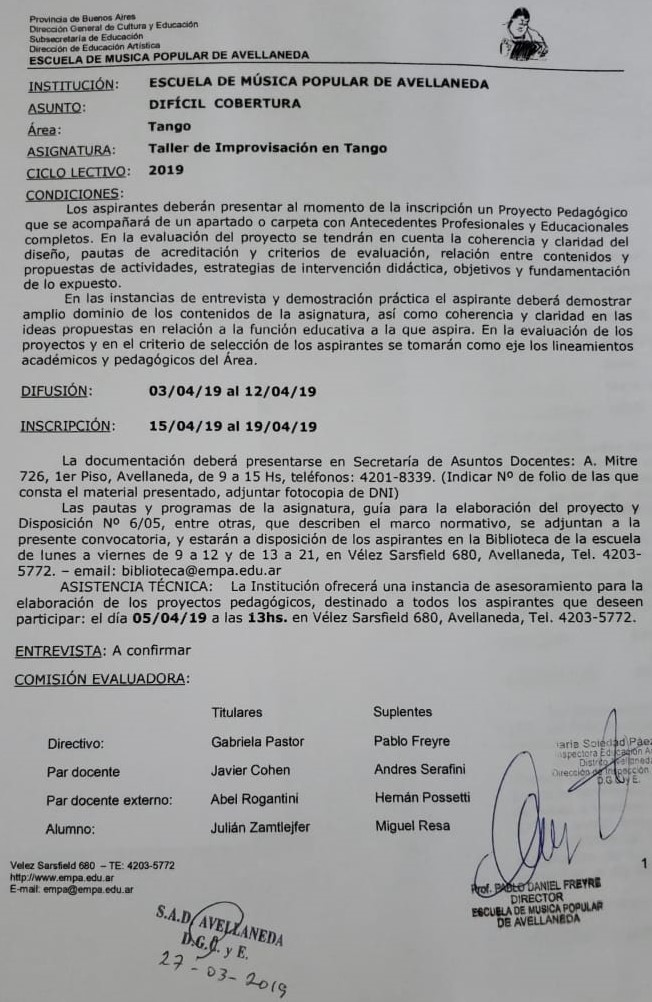 Provincia de Buenos Aires
Dirección General de Cultura y Educación
Subsecretaria de Educación
Dirección de Educación Artística
ESCUELA DE MUSICA POPULAR DE AVELLANEDA
INSTITUCIÓN: ESCUELA DE MÚSICA POPULAR DE AVELLANEDA
ASUNTO: DIFÍCIL COBERTURA
Área: Tango
ASIGNATURA: Taller de Improvisación en Tango
CICLO LECTIVO: 2019
CONDICIONES:
Los aspirantes deberán presentar al momento de la inscripción un Proyecto Pedagógico
que se acompañará de un apartado o carpeta con Antecedentes Profesionales y Educacionales
completos. En la evaluación del proyecto se tendrán en cuenta la coherencia y claridad del
diseño, pautas de acreditación y criterios de evaluación, relación entre contenidos y
propuestas de actividades, estrategias de intervención didáctica, objetivos y fundamentación
de lo expuesto.
En las instancias de entrevista y demostración práctica el aspirante deberá demostrar
amplio dominio de los contenidos de la asignatura, así como coherencia y claridad en las
ideas propuestas en relación a la función educativa a la que aspira. En la evaluación de los
proyectos y en el criterio de selección de los aspirantes se tomarán como eje los lineamientos
académicos y pedagógicos del Área.
DIFUSIÓN: 03/04/19 al 12/04/19
INSCRIPCIÓN: 15/04/19 al 19/04/19
La documentación deberá presentarse en Secretaría de Asuntos Docentes: A. Mitre
726, 1er Piso, Avellaneda, de 9 a 15 Hs, teléfonos: 4201-8339. (Indicar Nº de folio de las que
consta el material presentado, adjuntar fotocopia de DNI)
Las pautas y programas de la asignatura, guía para la elaboración del proyecto y
Disposición Nº 6/05, entre otras, que describen el marco normativo, se adjuntan a la
presente convocatoria, y estarán a disposición de los aspirantes en la Biblioteca de la escuela
de lunes a viernes de 9 a 12 y de 13 a 21, en Vélez Sarsfield 680, Avellaneda, Tel. 4203-
5772. – email: biblioteca@empa.edu.ar
ASISTENCIA TÉCNICA: La Institución ofrecerá una instancia de asesoramiento para la
elaboración de los proyectos pedagógicos, destinado a todos los aspirantes que deseen
participar: el día 05/04/19 a las 13hs. en Vélez Sarsfield 680, Avellaneda, Tel. 4203-5772.
ENTREVISTA: A confirmar
COMISIÓN EVALUADORA:
Titulares Suplentes
Directivo: Gabriela Pastor Pablo Freyre
Par docente Javier Cohen Andres Serafini
Par docente externo: Abel Rogantini Hernán Possetti
Alumno: Julián Zamtlejfer Miguel Resa
aria Soledad Páez
spectora Educación A
Distrito Avellaneda
Dirección de Inspección
D.G.C. y E.
Velez Sarsfield 680 – TE: 4203-5772
http://www.empa.edu.ar
E-mail: empa@empa.edu.ar
1
Prof. PABLO DANIEL FREYRE
DIRECTOR
ESCUELA DE MUSICA POPULAR
DE AVELLANEDA
S.A.D. AVELLANEDA
D.G.C. y E.
27-03-2019